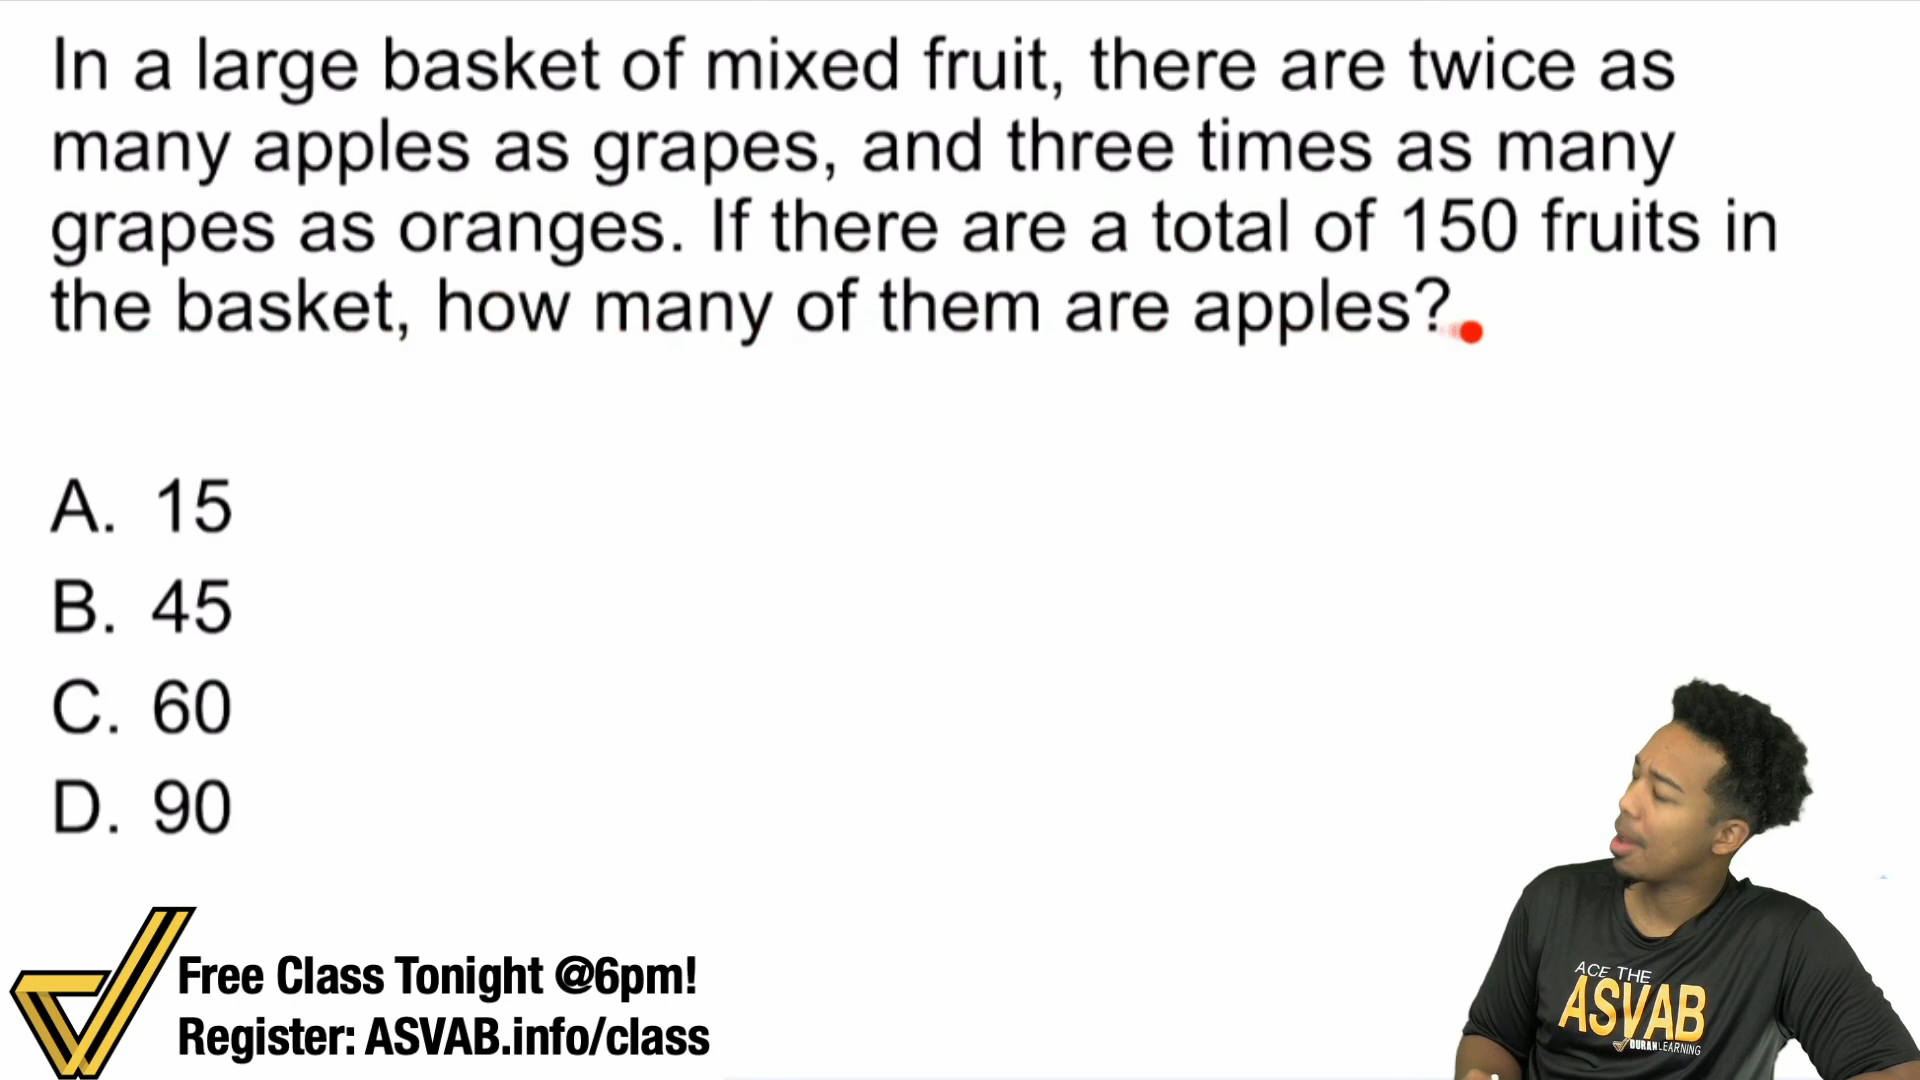 In a large basket of mixed fruit, there are twice as
many apples as grapes, and three times as many
grapes as oranges. If there are a total of 150 fruits in
the basket, how many of them are apples?
A. 15
B. 45
C. 60
D. 90
Free Class Tonight @6pm!
Register: ASVAB.info/class
ACE THE
ASVAB
DURAN LEARNING